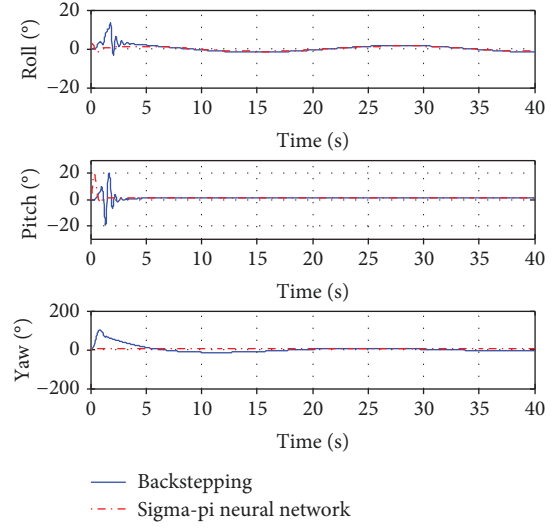 20
0
−20
Roll (°)
0 5 10 15 20 25 30 35 40
Time (s)
20
0
−20
Pitch (°)
0 5 10 15 20 25 30 35 40
Time (s)
200
0
−200
Yaw (°)
0 5 10 15 20 25 30 35 40
Time (s)
Backstepping
Sigma-pi neural network